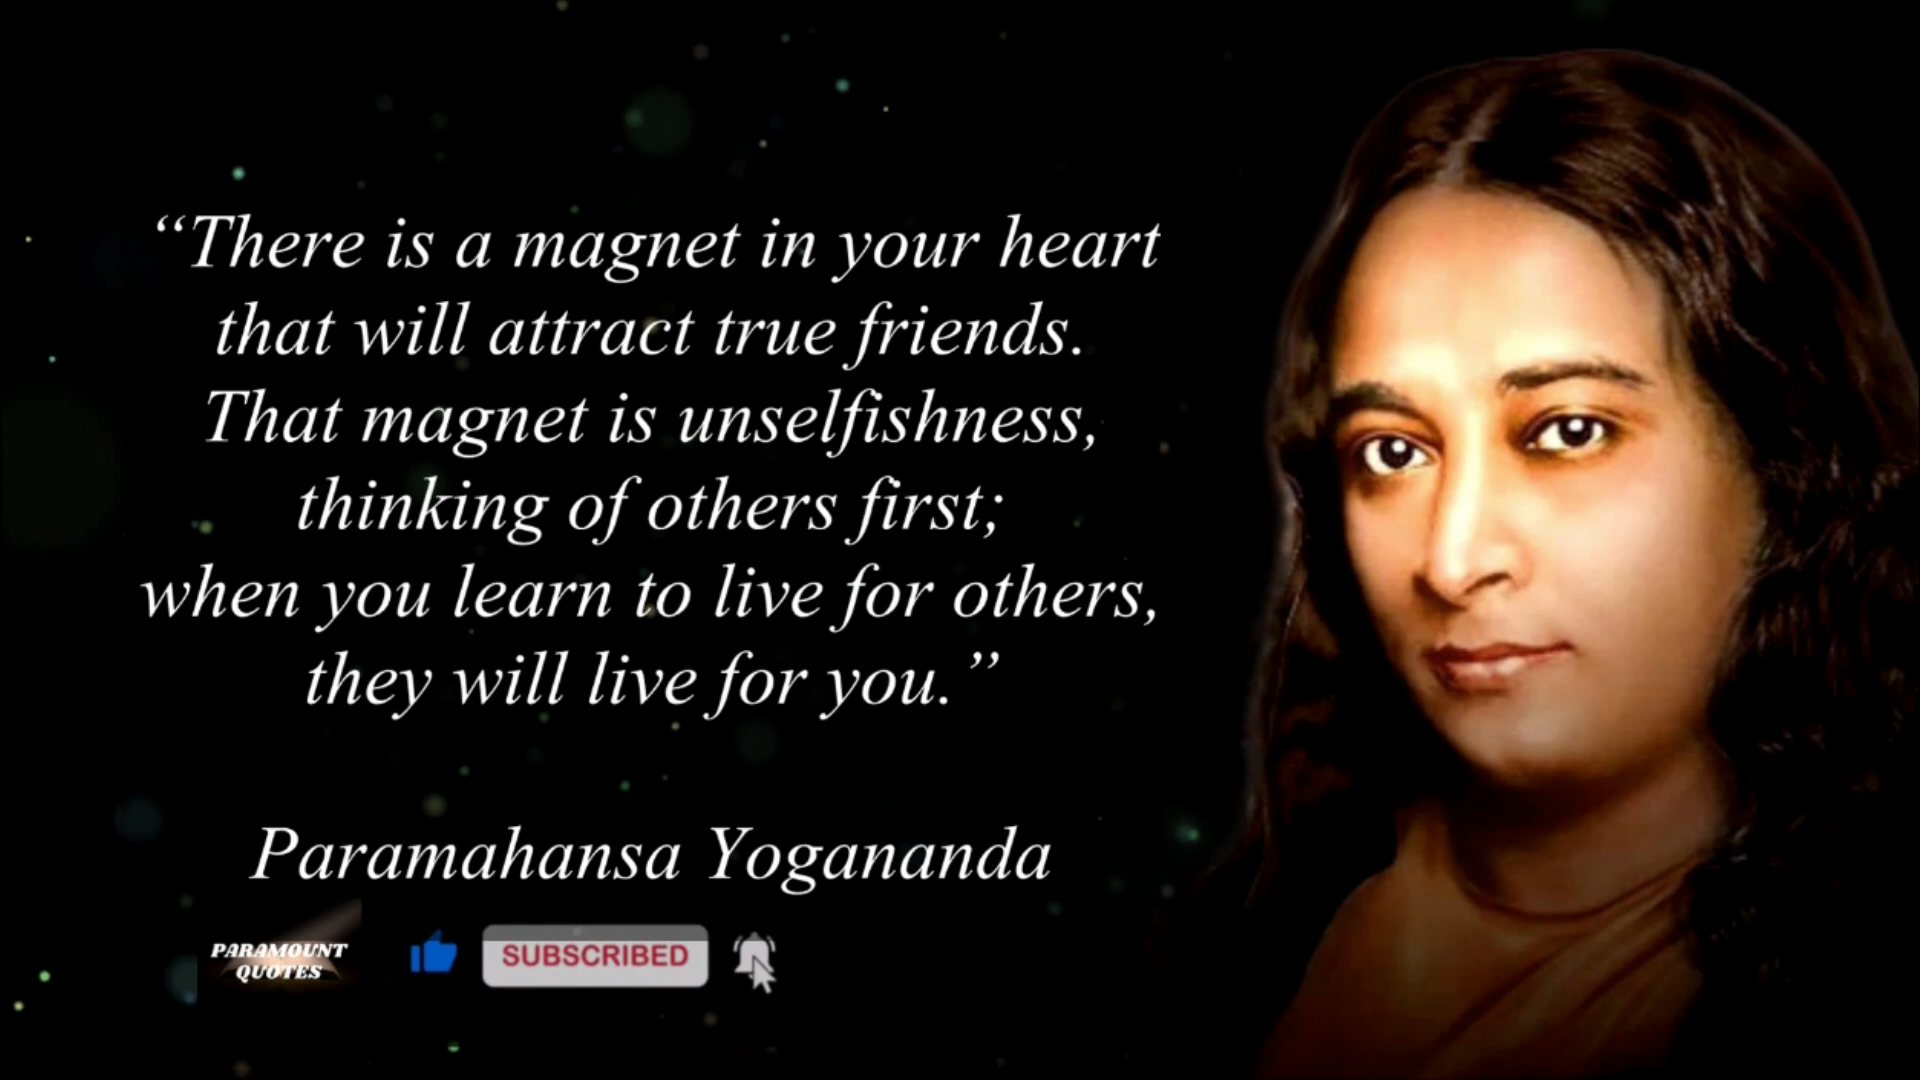 “There is a magnet in your heart
that will attract true friends.
That magnet is unselfishness,
thinking of others first;
when you learn to live for others,
they will live for you.”
Paramahansa Yogananda
PARAMOUNT
QUOTES
SUBSCRIBED